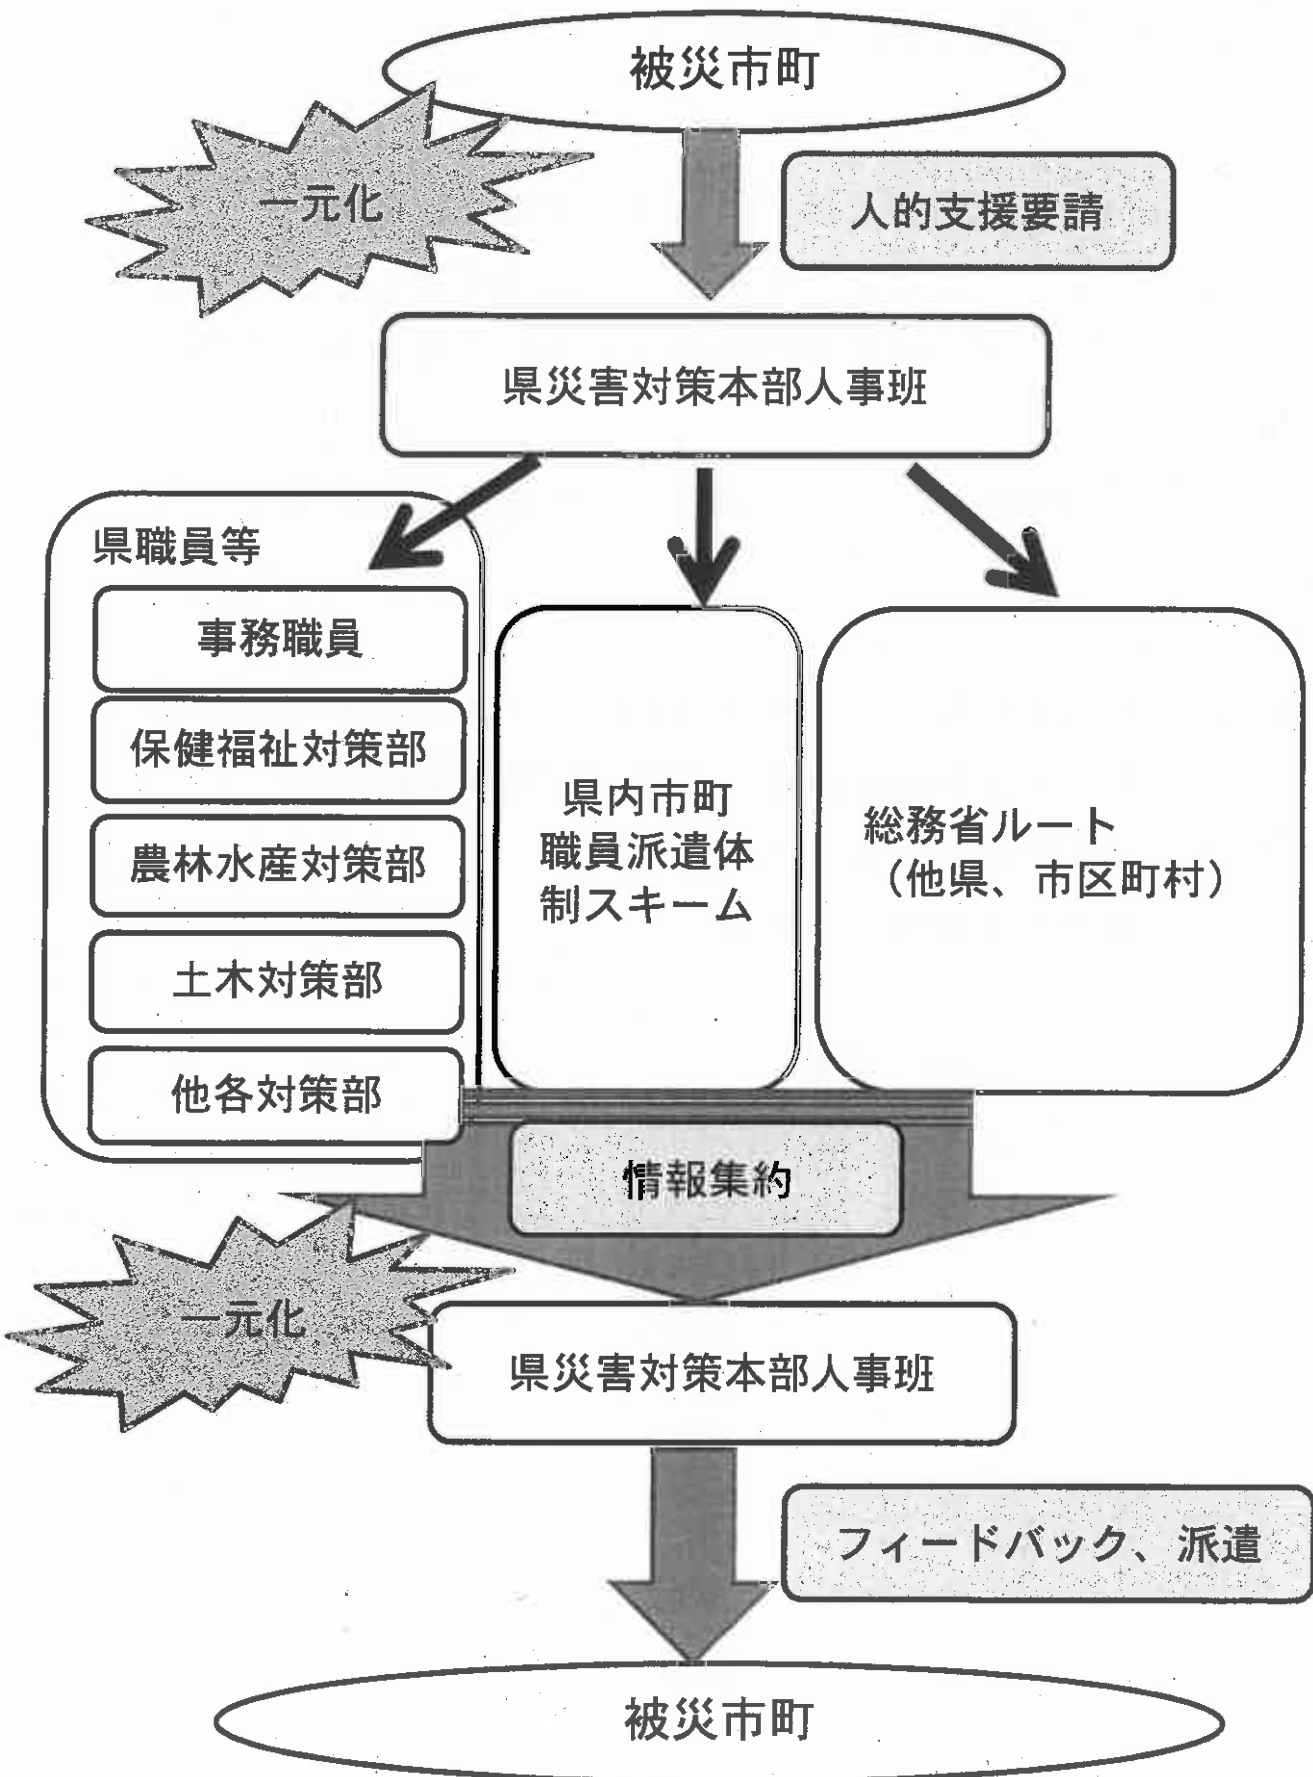 被災市町
一元化
人的支援要請
県災害対策本部人事班
県職員等
事務職員
保健福祉対策部
農林水産対策部
土木対策部
他各対策部
県内市町
職員派遣体
制スキーム
総務省ルート
（他県、市区町村）
情報集約
一元化
県災害対策本部人事班
フィードバック、派遣
被災市町